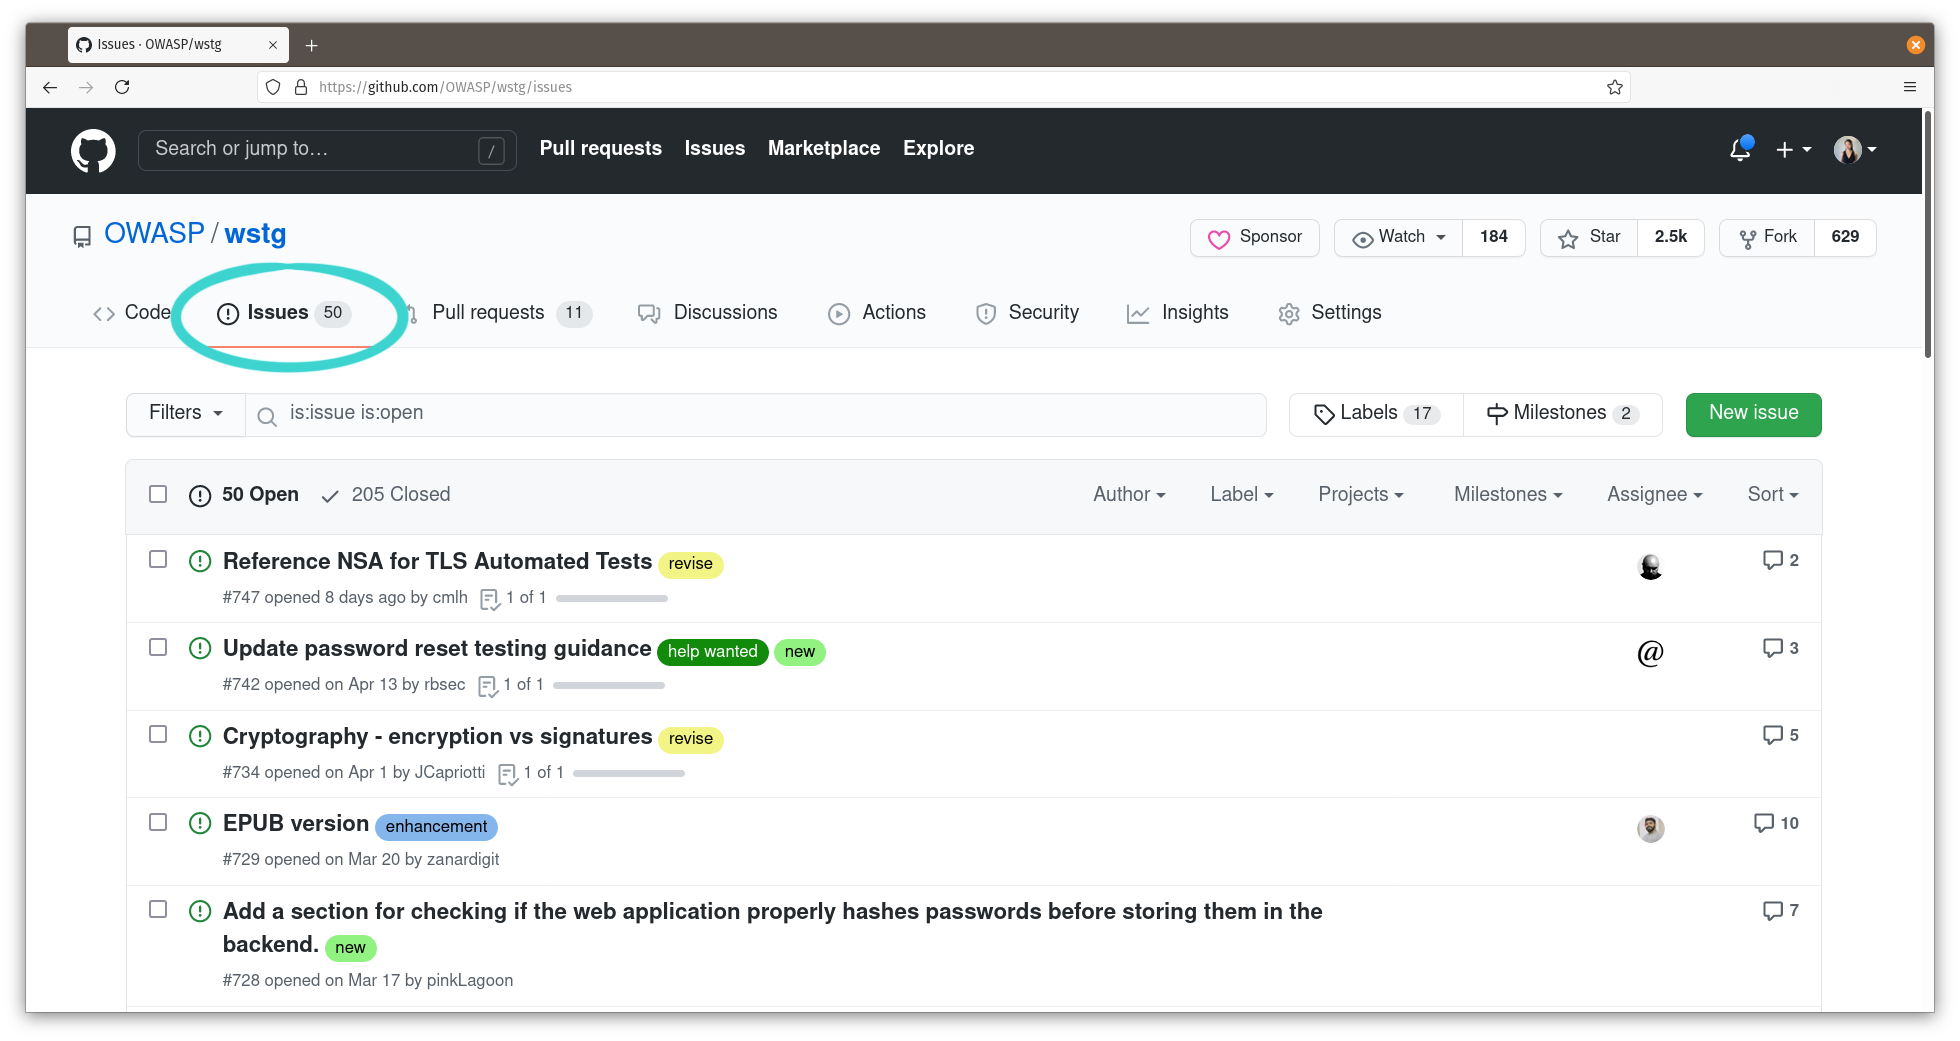 Issues · OWASP/wstg
https://github.com/OWASP/wstg/issues
Search or jump to… / Pull requests Issues Marketplace Explore
OWASP / wstg Sponsor Watch 184 Star 2.5k Fork 629
Code Issues 50 Pull requests 11 Discussions Actions Security Insights Settings
Filters is:issue is:open Labels 17 Milestones 2 New issue
50 Open 205 Closed Author Label Projects Milestones Assignee Sort
Reference NSA for TLS Automated Tests revise 2
#747 opened 8 days ago by cmlh 1 of 1
Update password reset testing guidance help wanted new @ 3
#742 opened on Apr 13 by rbsec 1 of 1
Cryptography - encryption vs signatures revise 5
#734 opened on Apr 1 by JCapriotti 1 of 1
EPUB version enhancement 10
#729 opened on Mar 20 by zanardigit
Add a section for checking if the web application properly hashes passwords before storing them in the 7
backend. new
#728 opened on Mar 17 by pinkLagoon